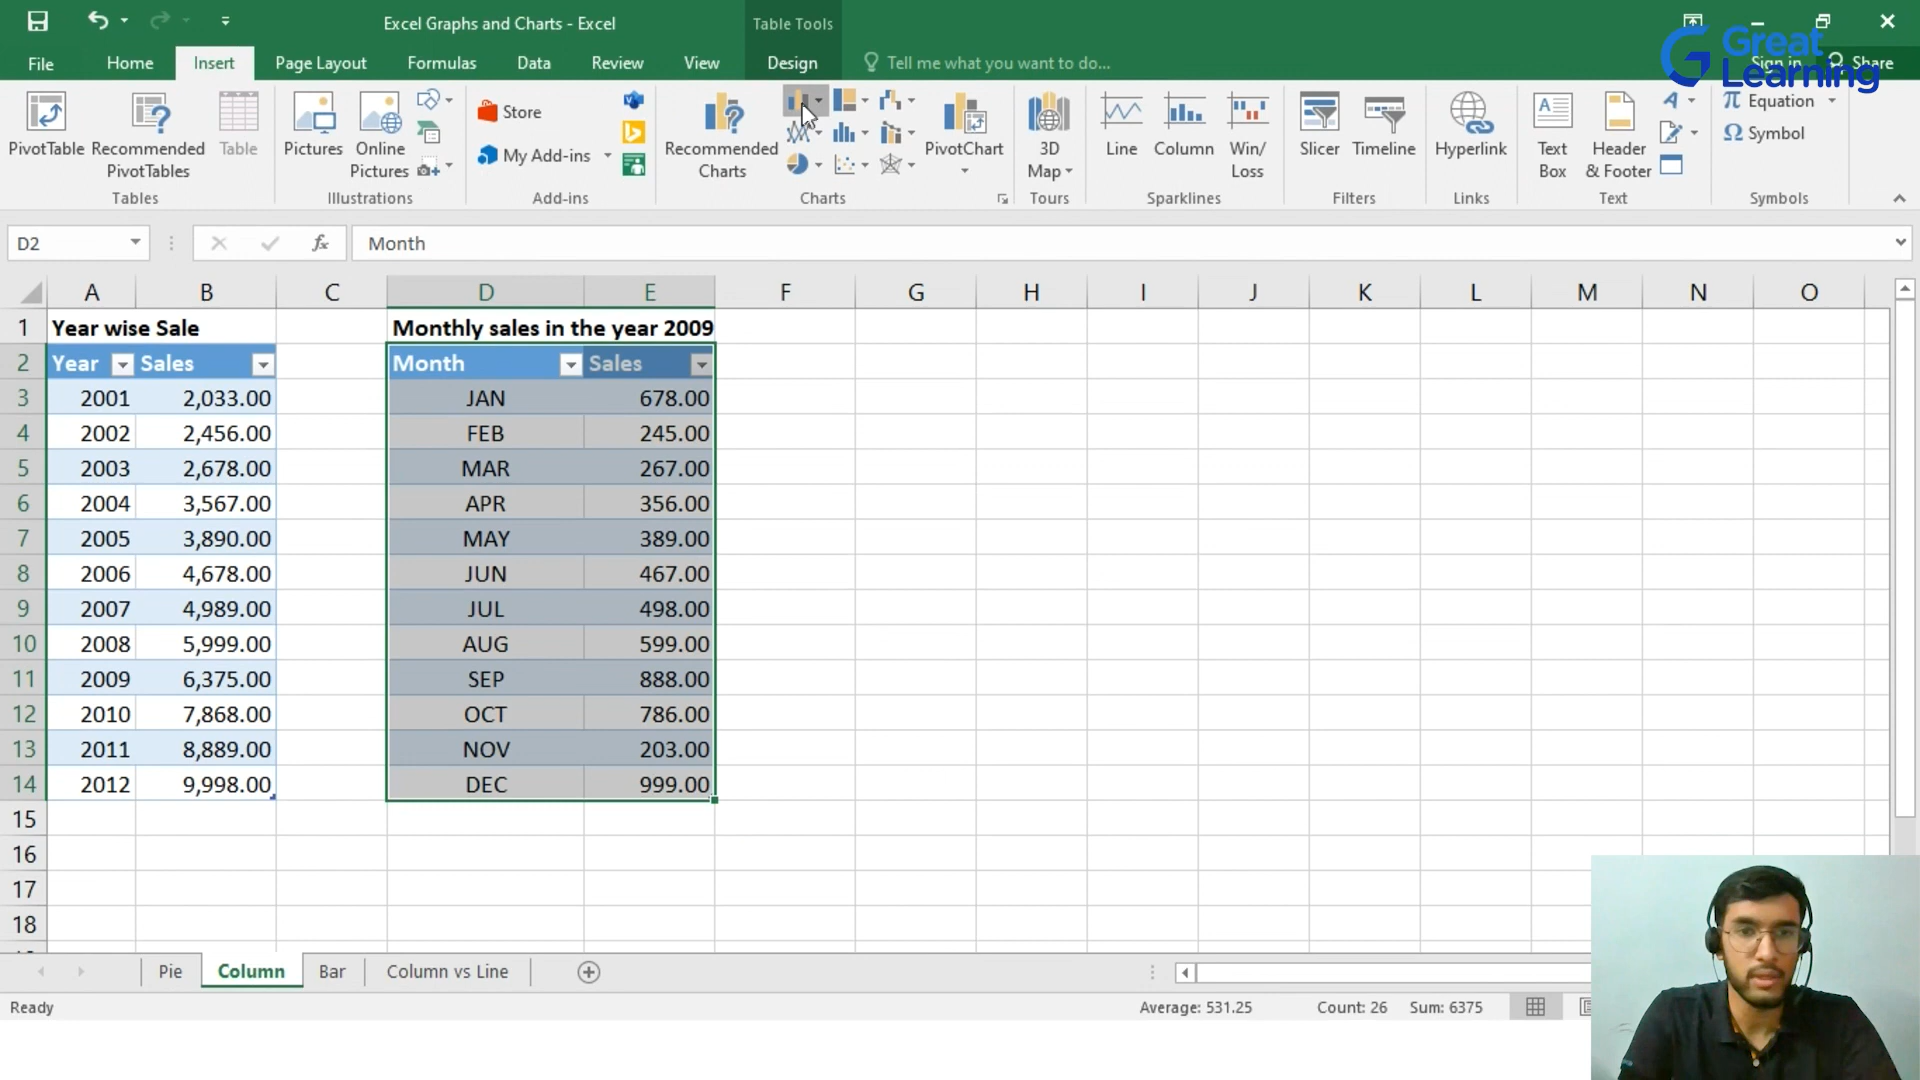 Excel Graphs and Charts - Excel
Table Tools
Great Learning
File
Home
Insert
Page Layout
Formulas
Data
Review
View
Design
Tell me what you want to do...
Sign in
Share
PivotTable
Recommended PivotTables
Table
Tables
Pictures
Online Pictures
Illustrations
Store
My Add-ins
Add-ins
Recommended Charts
PivotChart
Charts
3D Map
Tours
Line
Column
Win/ Loss
Sparklines
Slicer
Timeline
Filters
Hyperlink
Links
Text Box
Header & Footer
Text
Equation
Symbol
Symbols
D2
fx
Month
A B C D E F G H I J K L M N O
1 Year wise Sale Monthly sales in the year 2009
2 Year Sales Month Sales
3 2001 2,033.00 JAN 678.00
4 2002 2,456.00 FEB 245.00
5 2003 2,678.00 MAR 267.00
6 2004 3,567.00 APR 356.00
7 2005 3,890.00 MAY 389.00
8 2006 4,678.00 JUN 467.00
9 2007 4,989.00 JUL 498.00
10 2008 5,999.00 AUG 599.00
11 2009 6,375.00 SEP 888.00
12 2010 7,868.00 OCT 786.00
13 2011 8,889.00 NOV 203.00
14 2012 9,998.00 DEC 999.00
15
16
17
18
Pie
Column
Bar
Column vs Line
Ready
Average: 531.25
Count: 26
Sum: 6375